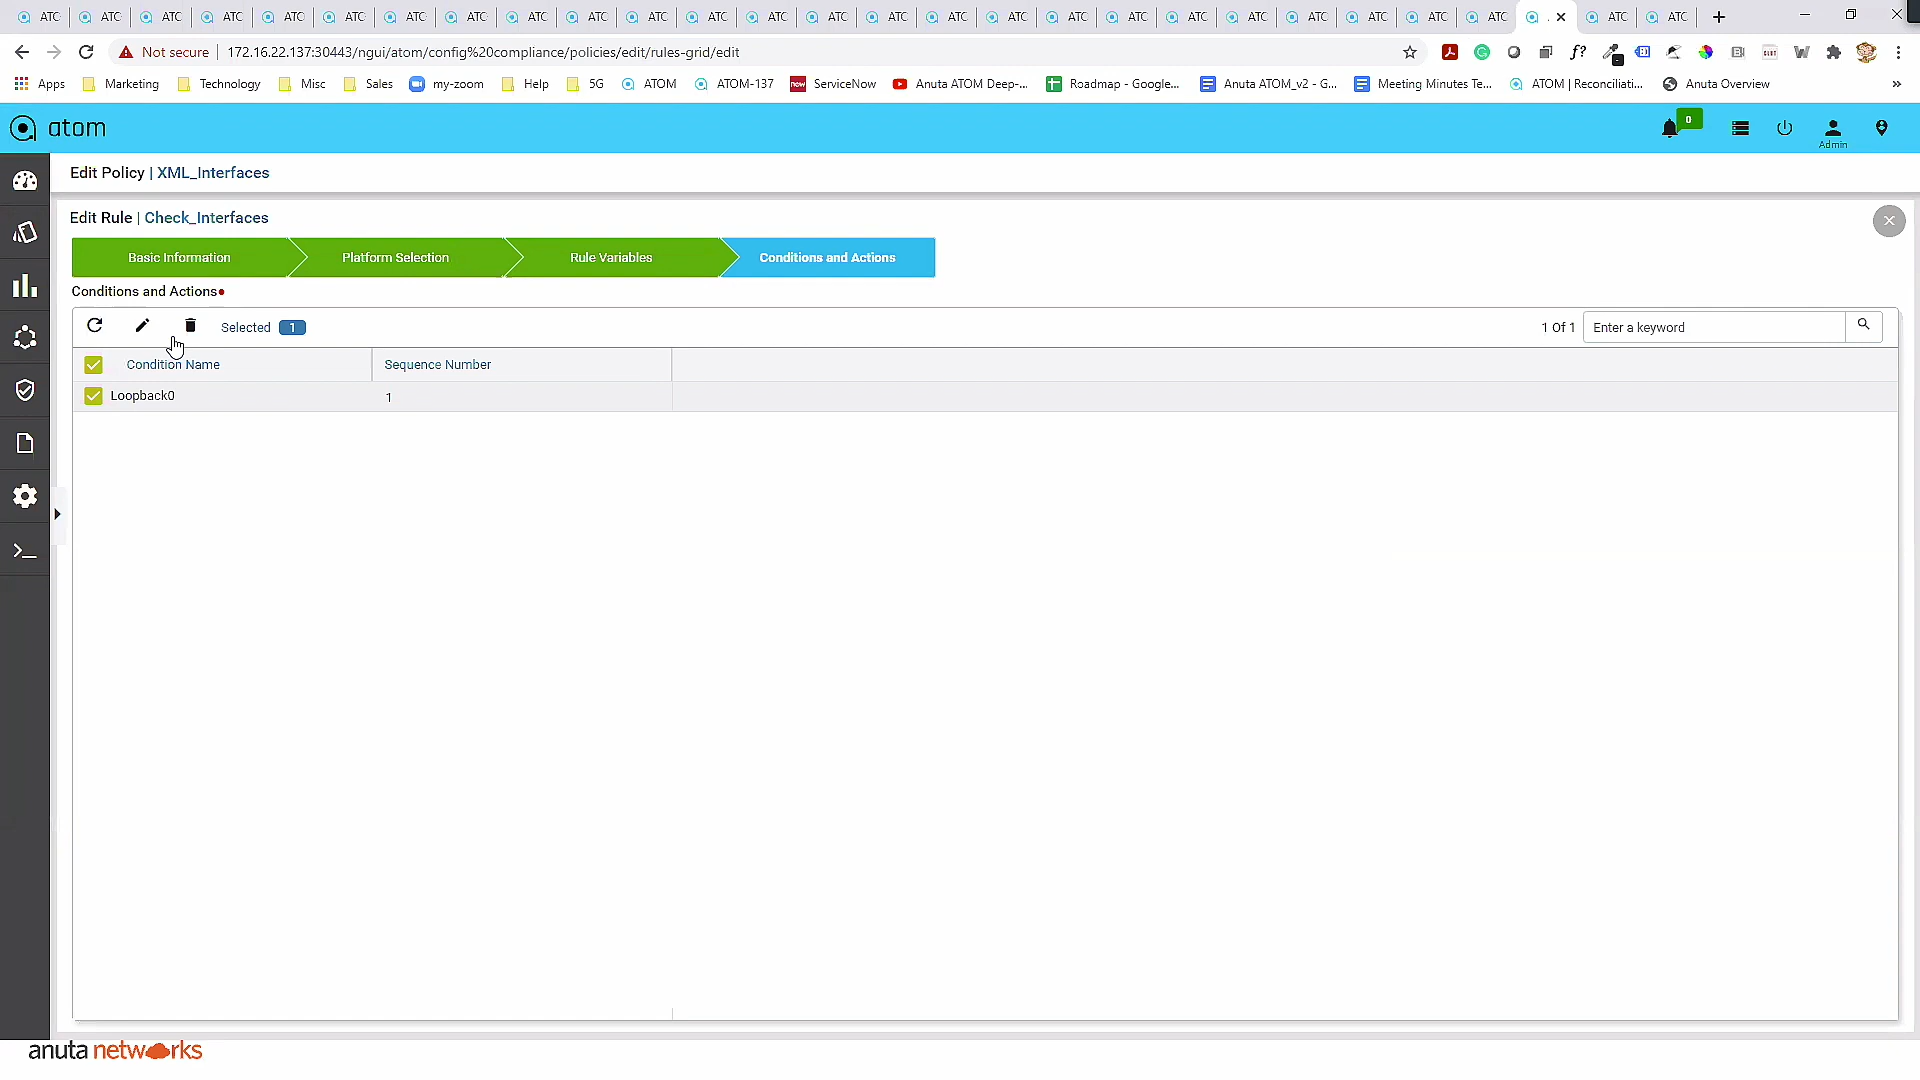 ATC ATC ATC ATC ATC ATC ATC ATC ATC ATC ATC ATC ATC ATC ATC ATC ATC ATC ATC ATC ATC ATC ATC ATC ATC ATC ATC
Not secure 172.16.22.137:30443/ngui/atom/config%20compliance/policies/edit/rules-grid/edit
Apps Marketing Technology Misc Sales my-zoom Help 5G ATOM ATOM-137 ServiceNow Anuta ATOM Deep-... Roadmap - Google... Anuta ATOM_v2 - G... Meeting Minutes Te... ATOM | Reconciliati... Anuta Overview »
atom
0
Admin
Edit Policy | XML_Interfaces
Edit Rule | Check_Interfaces
Basic Information Platform Selection Rule Variables Conditions and Actions
Conditions and Actions
Selected 1 1 Of 1 Enter a keyword
Condition Name Sequence Number
Loopback0 1
anuta networks